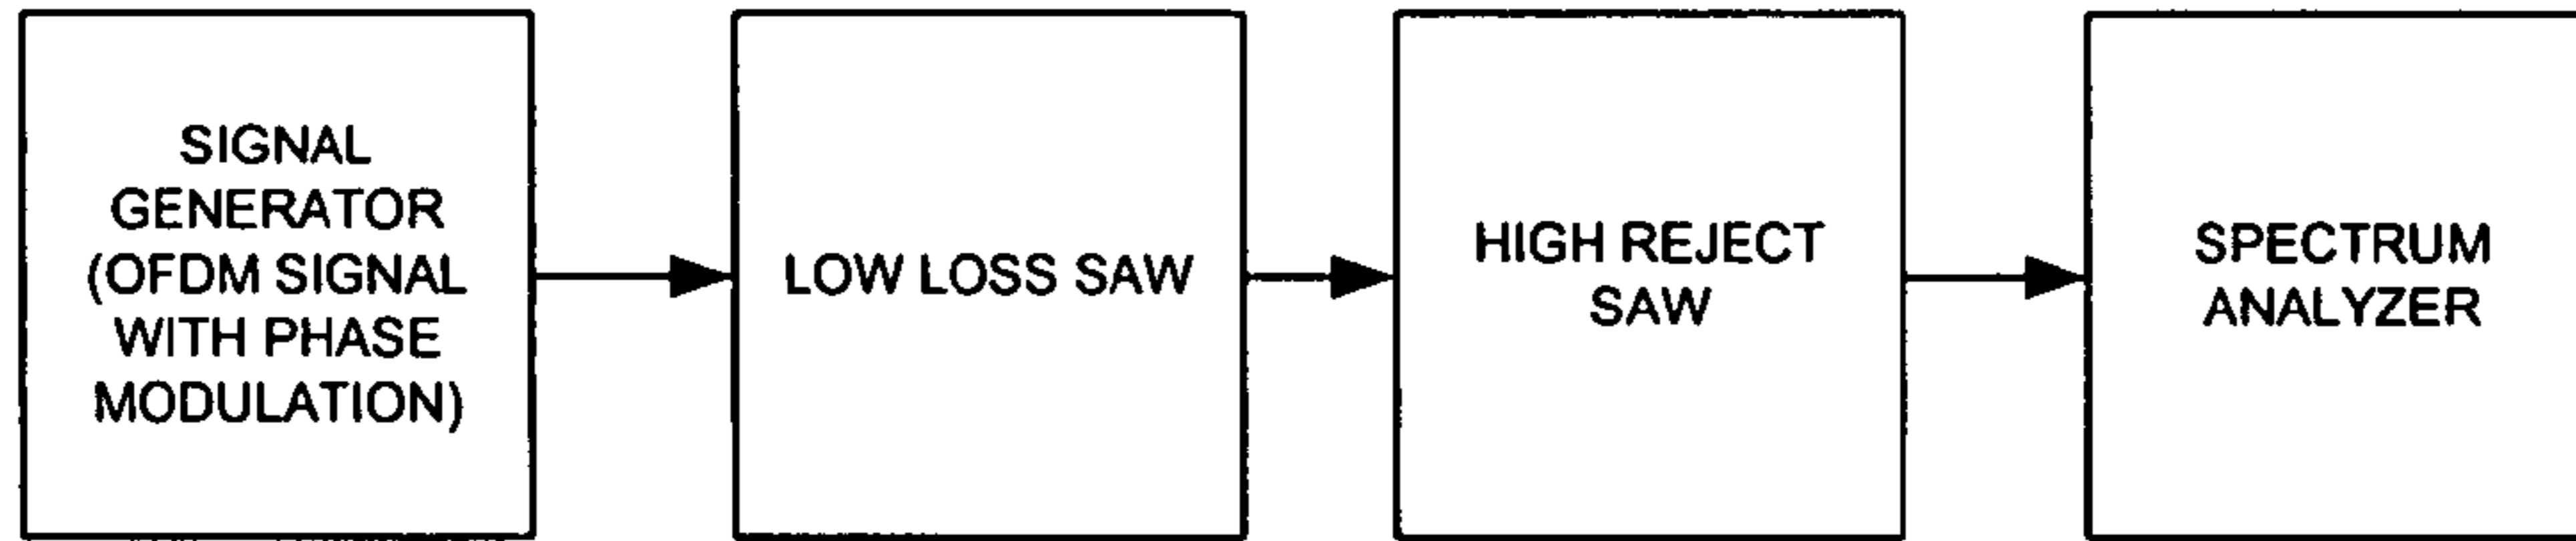 SIGNAL
GENERATOR
(OFDM SIGNAL
WITH PHASE
MODULATION)
LOW LOSS SAW
HIGH REJECT
SAW
SPECTRUM
ANALYZER